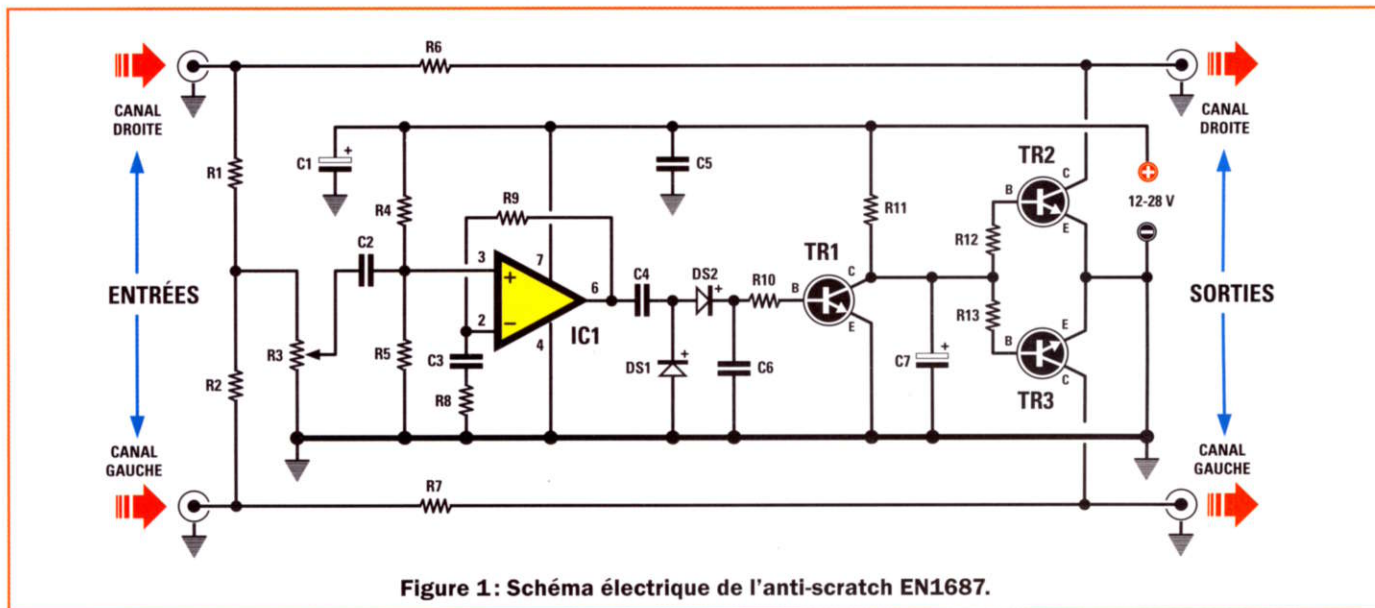 R6
CANAL
DROITE
CANAL
DROITE
C1
+
R1
R4
R9
C5
R11
TR2
B
C
E
+
12-28 V
−
C2
3
+
7
6
C4
DS2
+
R10
TR1
B
C
E
R12
R13
ENTRÉES
SORTIES
R3
R5
2
−
IC1
4
C3
R8
DS1
+
C6
C7
+
B
E
C
TR3
R2
CANAL
GAUCHE
CANAL
GAUCHE
R7
Figure 1: Schéma électrique de l'anti-scratch EN1687.